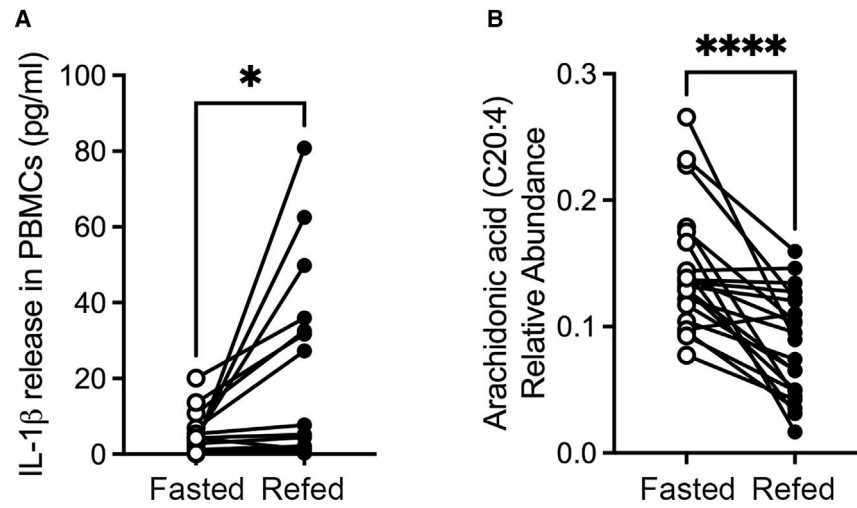 A
IL-1β release in PBMCs (pg/ml)
100
80
60
40
20
0
*
Fasted Refed
B
Arachidonic acid (C20:4)
Relative Abundance
0.3
0.2
0.1
0.0
****
Fasted Refed